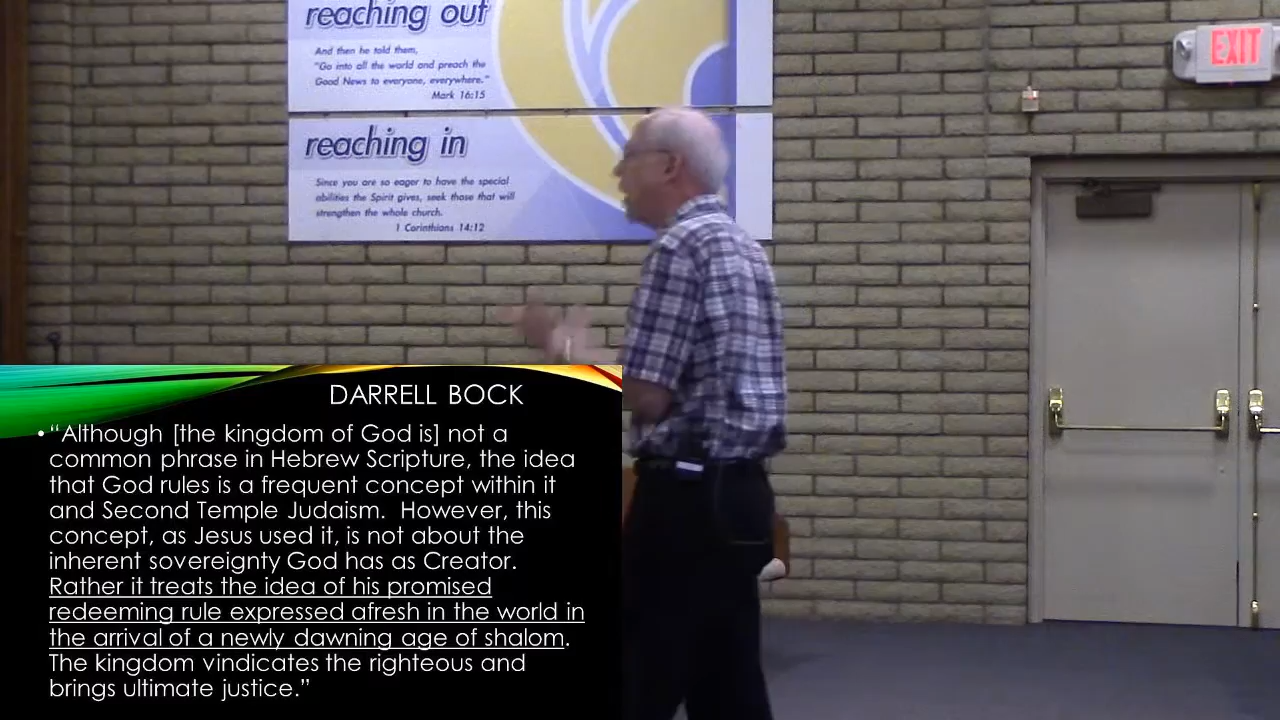 reaching out
And then he told them,
"Go into all the world and preach the
Good News to everyone, everywhere."
Mark 16:15
reaching in
Since you are so eager to have the special
abilities the Spirit gives, seek those that will
strengthen the whole church.
1 Corinthians 14:12
EXIT
DARRELL BOCK
•“Although [the kingdom of God is] not a
common phrase in Hebrew Scripture, the idea
that God rules is a frequent concept within it
and Second Temple Judaism.  However, this
concept, as Jesus used it, is not about the
inherent sovereignty God has as Creator.
Rather it treats the idea of his promised
redeeming rule expressed afresh in the world in
the arrival of a newly dawning age of shalom.
The kingdom vindicates the righteous and
brings ultimate justice.”